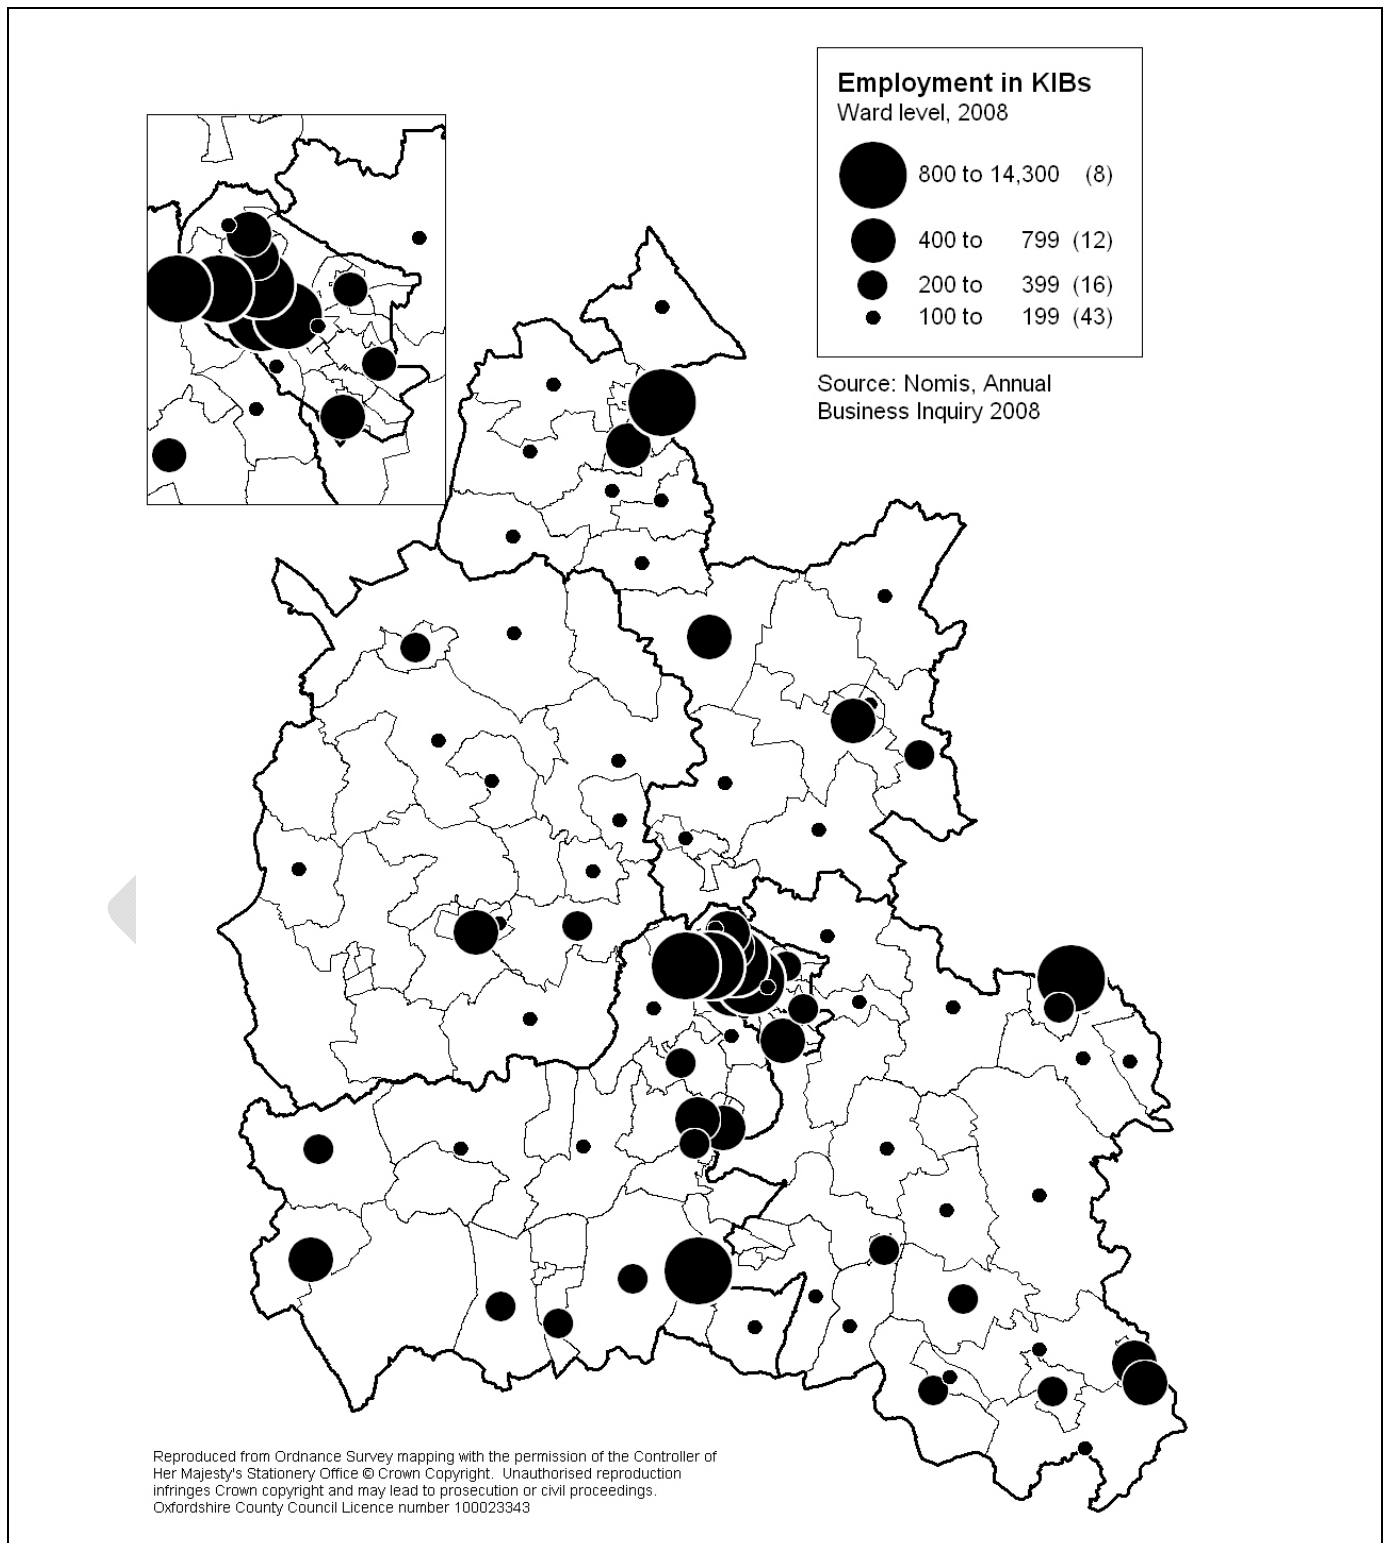 Employment in KIBs
Ward level, 2008
800 to 14,300 (8)
400 to 799 (12)
200 to 399 (16)
100 to 199 (43)
Source: Nomis, Annual
Business Inquiry 2008
Reproduced from Ordnance Survey mapping with the permission of the Controller of
Her Majesty's Stationery Office © Crown Copyright. Unauthorised reproduction
infringes Crown copyright and may lead to prosecution or civil proceedings.
Oxfordshire County Council Licence number 100023343